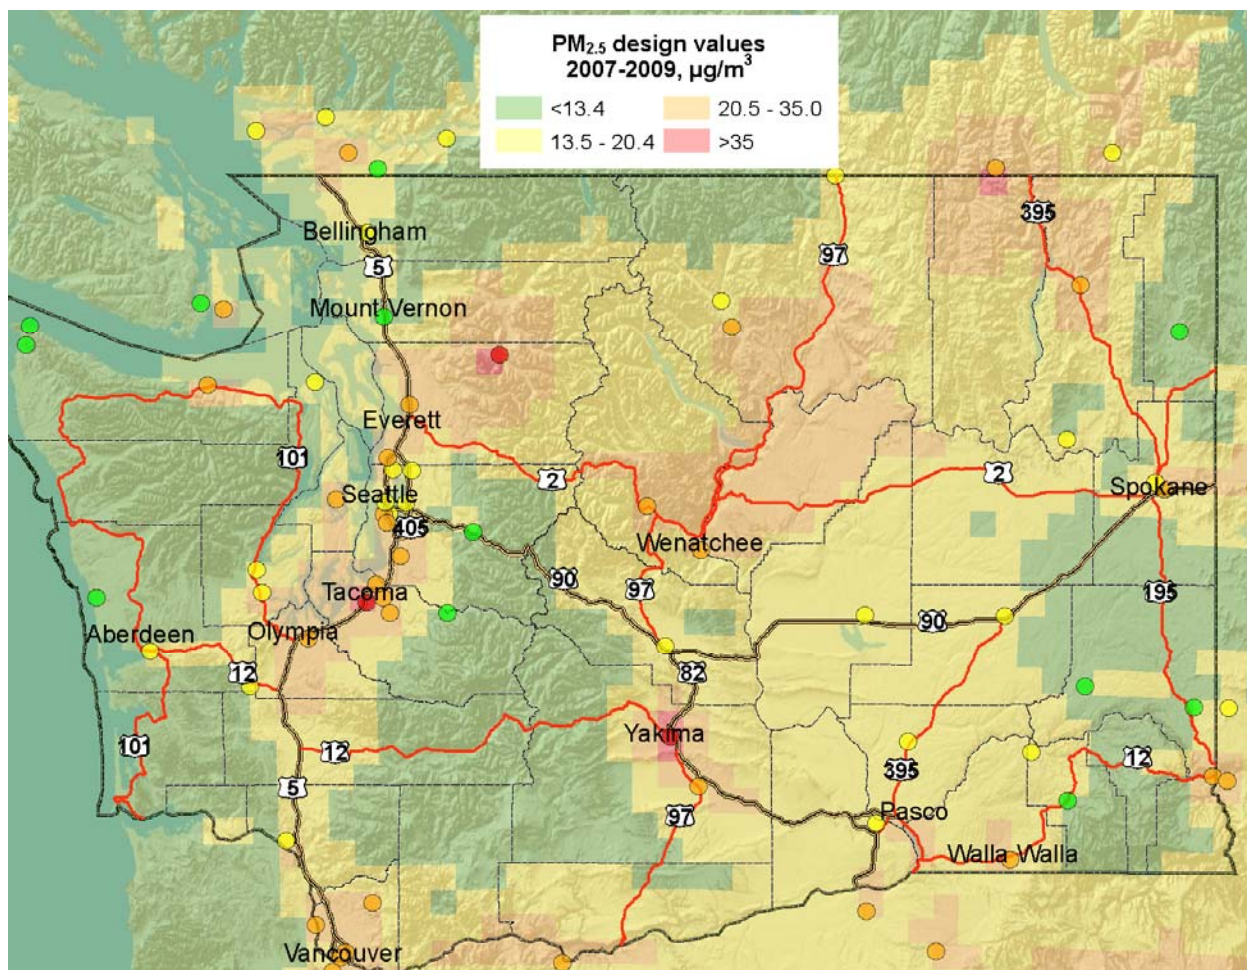 PM2.5 design values
2007-2009, µg/m³
<13.4
20.5 - 35.0
13.5 - 20.4
>35
395
Bellingham
97
5
Mount Vernon
Everett
101
2
2
Seattle
Spokane
405
Wenatchee
90
97
195
Tacoma
90
Aberdeen
Olympia
12
82
Yakima
101
12
12
395
5
97
Pasco
Walla Walla
Vancouver